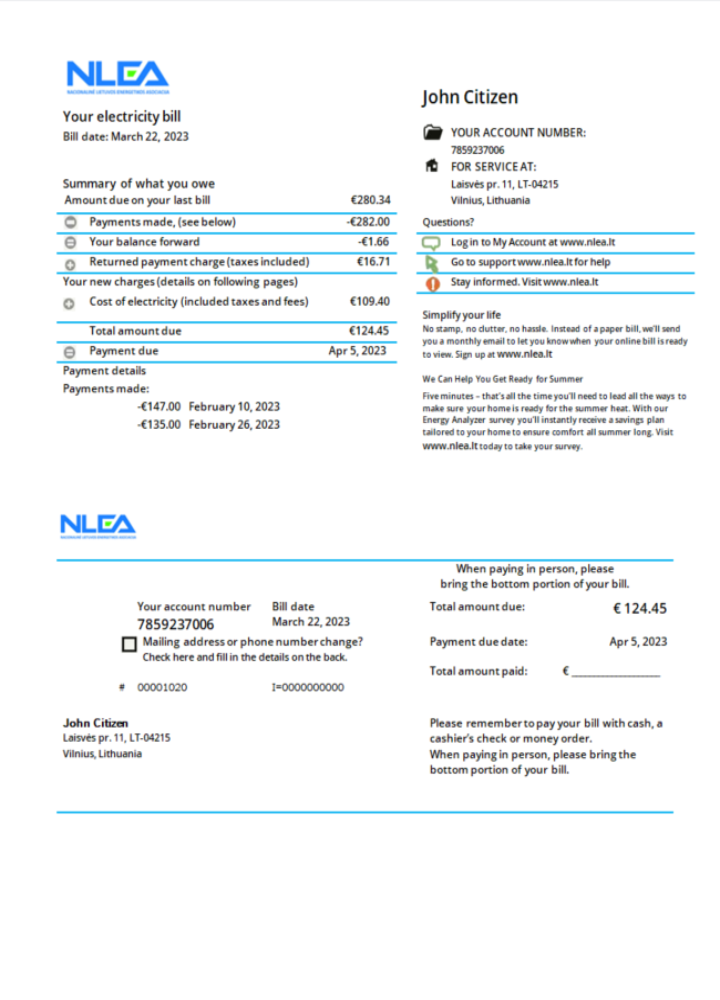 NLEA
NACIONALINĖ LIETUVOS ENERGETIKOS ASOCIACIJA
Your electricity bill
Bill date: March 22, 2023
Summary of what you owe
Amount due on your last bill €280.34
Payments made, (see below) -€282.00
Your balance forward -€1.66
Returned payment charge (taxes included) €16.71
Your new charges (details on following pages)
Cost of electricity (included taxes and fees) €109.40
Total amount due €124.45
Payment due Apr 5, 2023
Payment details
Payments made:
-€147.00 February 10, 2023
-€135.00 February 26, 2023
John Citizen
YOUR ACCOUNT NUMBER:
7859237006
FOR SERVICE AT:
Laisvės pr. 11, LT-04215
Vilnius, Lithuania
Questions?
Log in to My Account at www.nlea.lt
Go to support www.nlea.lt for help
Stay informed. Visit www.nlea.lt
Simplify your life
No stamp, no clutter, no hassle. Instead of a paper bill, we'll send
you a monthly email to let you know when your online bill is ready
to view. Sign up at www.nlea.lt
We Can Help You Get Ready for Summer
Five minutes – that's all the time you'll need to lead all the ways to
make sure your home is ready for the summer heat. With our
Energy Analyzer survey you'll instantly receive a savings plan
tailored to your home to ensure comfort all summer long. Visit
www.nlea.lt today to take your survey.
NLEA
NACIONALINĖ LIETUVOS ENERGETIKOS ASOCIACIJA
When paying in person, please
bring the bottom portion of your bill.
Your account number Bill date
7859237006 March 22, 2023
Mailing address or phone number change?
Check here and fill in the details on the back.
# 00001020 I=0000000000
Total amount due: € 124.45
Payment due date: Apr 5, 2023
Total amount paid: € ________________
John Citizen
Laisvės pr. 11, LT-04215
Vilnius, Lithuania
Please remember to pay your bill with cash, a
cashier's check or money order.
When paying in person, please bring the
bottom portion of your bill.